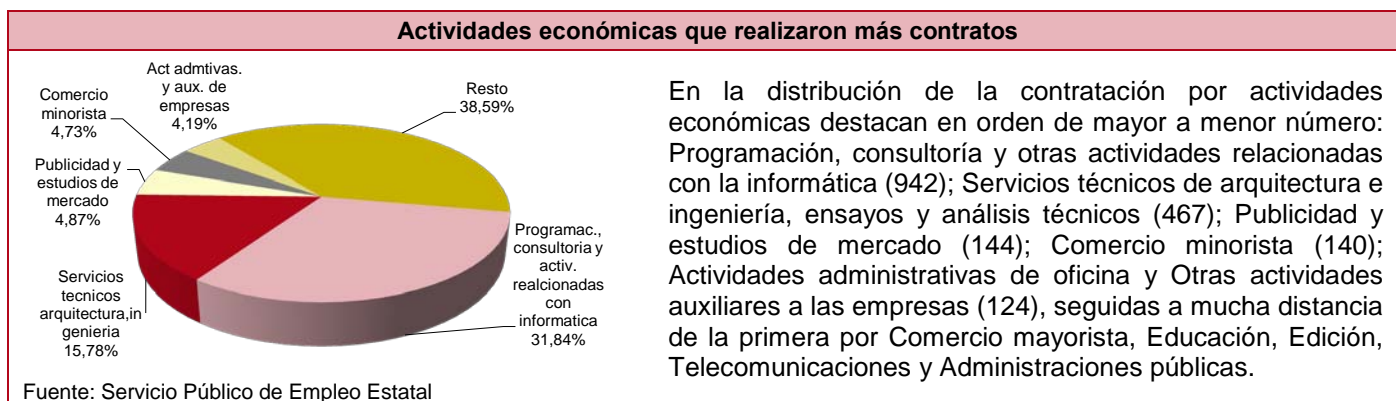 Actividades económicas que realizaron más contratos
Act admtivas.
y aux. de
empresas
4,19%
Resto
38,59%
Comercio
minorista
4,73%
Publicidad y
estudios de
mercado
4,87%
Servicios
tecnicos
arquitectura,in
genieria
15,78%
Programac.,
consultoria y
activ.
realcionadas
con
informatica
31,84%
Fuente: Servicio Público de Empleo Estatal
En la distribución de la contratación por actividades
económicas destacan en orden de mayor a menor número:
Programación, consultoría y otras actividades relacionadas
con la informática (942); Servicios técnicos de arquitectura e
ingeniería, ensayos y análisis técnicos (467); Publicidad y
estudios de mercado (144); Comercio minorista (140);
Actividades administrativas de oficina y Otras actividades
auxiliares a las empresas (124), seguidas a mucha distancia
de la primera por Comercio mayorista, Educación, Edición,
Telecomunicaciones y Administraciones públicas.